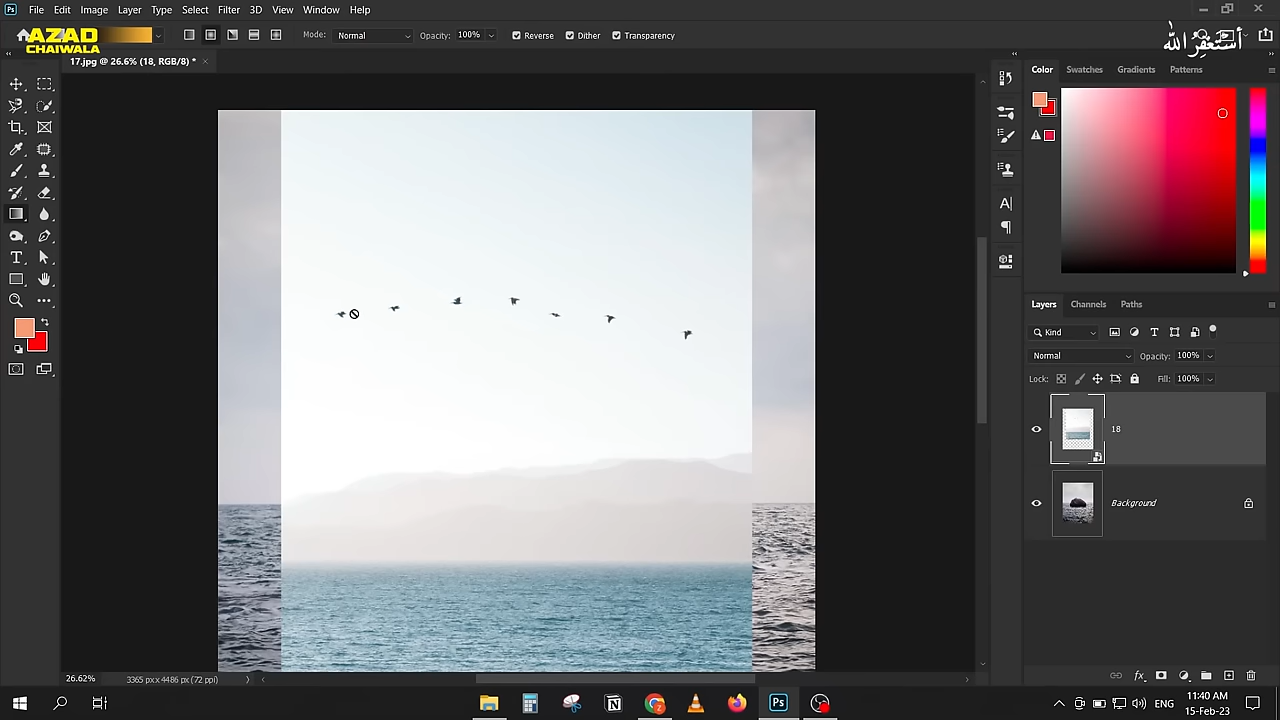 File Edit Image Layer Type Select Filter 3D View Window Help
AZAD
CHAIWALA
Mode: Normal Opacity: 100% Reverse Dither Transparency
أستغفر الله
17.jpg @ 26.6% (18, RGB/8) * ×
Color Swatches Gradients Patterns
Layers Channels Paths
Kind
Normal Opacity: 100%
Lock: Fill: 100%
18
Background
26.62% 3365 px x 4486 px (72 ppi)
ENG
11:40 AM
15-Feb-23